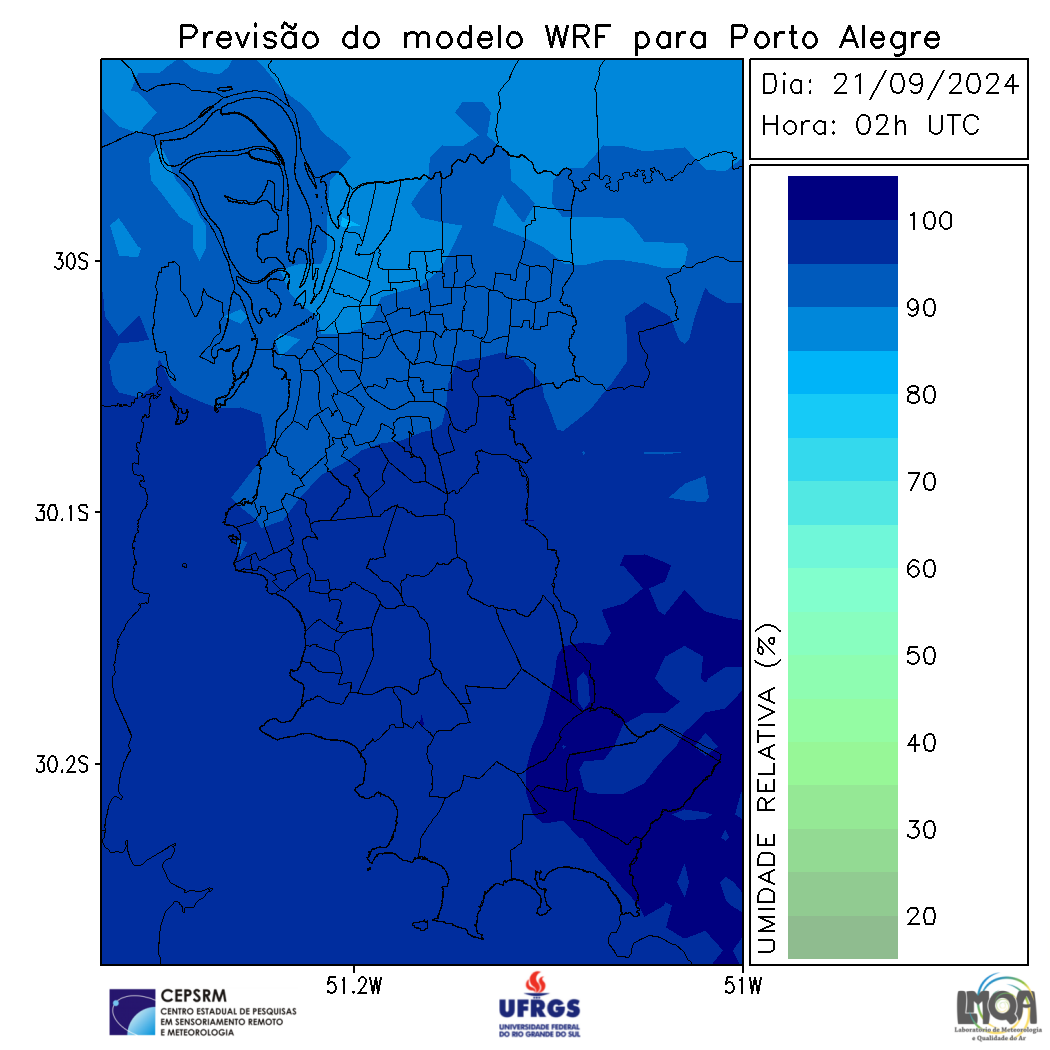 Previsão do modelo WRF para Porto Alegre
Dia: 21/09/2024
Hora: 02h UTC
30S
30.1S
30.2S
51.2W
51W
100
90
80
70
60
50
40
30
20
UMIDADE RELATIVA (%)
CEPSRM
CENTRO ESTADUAL DE PESQUISAS
EM SENSORIAMENTO REMOTO
E METEOROLOGIA
UFRGS
UNIVERSIDADE FEDERAL
DO RIO GRANDE DO SUL
LMQA
Laboratório de Meteorologia
e Qualidade do Ar